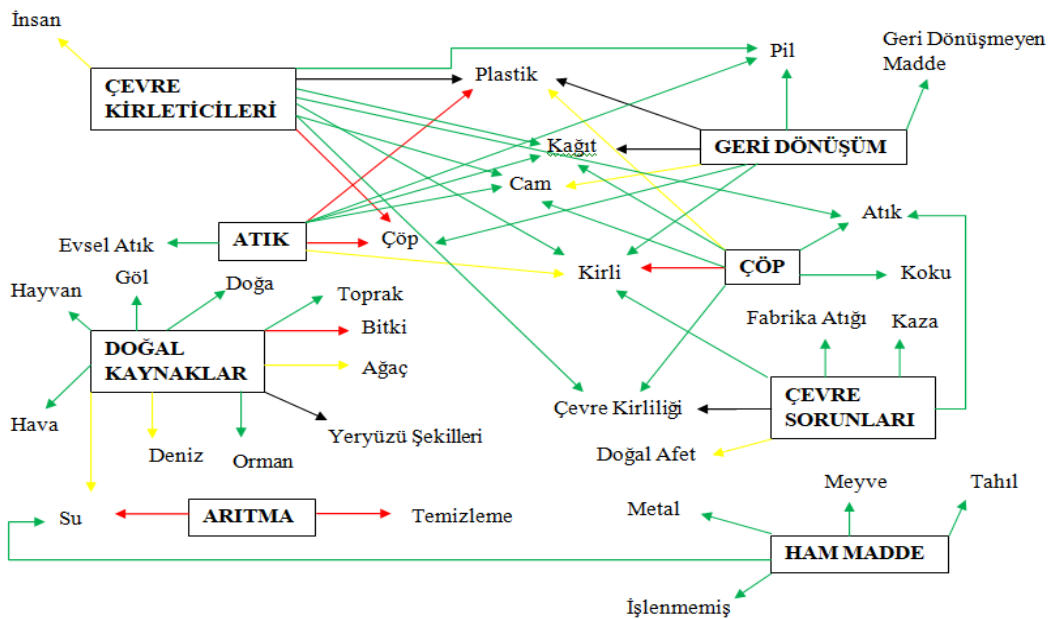 İnsan
Geri Dönüşmeyen
Madde
Pil
Plastik
ÇEVRE
KİRLETİCİLERİ
Kağıt
GERİ DÖNÜŞÜM
Cam
Atık
Evsel Atık
ATIK
Çöp
Kirli
ÇÖP
Koku
Göl
Doğa
Hayvan
Toprak
Bitki
Fabrika Atığı
Kaza
DOĞAL
KAYNAKLAR
Ağaç
ÇEVRE
SORUNLARI
Çevre Kirliliği
Hava
Yeryüzü Şekilleri
Deniz
Orman
Doğal Afet
Meyve
Tahıl
Metal
Su
ARITMA
Temizleme
HAM MADDE
İşlenmemiş